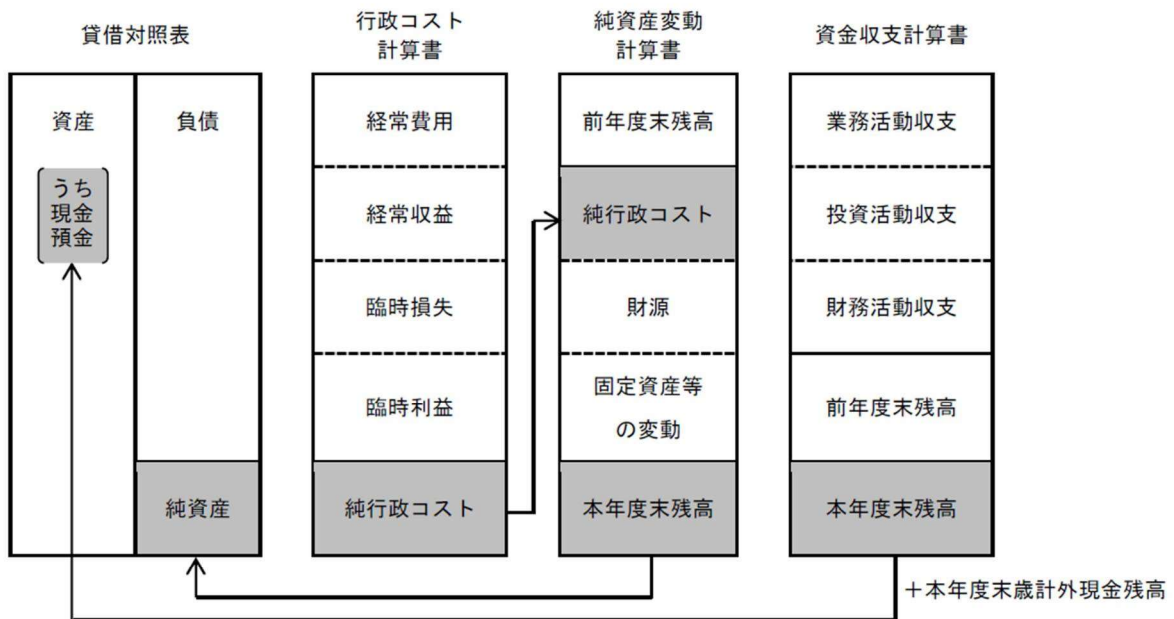 貸借対照表
資産
負債
うち
現金
預金
純資産
行政コスト
計算書
経常費用
経常収益
臨時損失
臨時利益
純行政コスト
純資産変動
計算書
前年度末残高
純行政コスト
財源
固定資産等
の変動
本年度末残高
資金収支計算書
業務活動収支
投資活動収支
財務活動収支
前年度末残高
本年度末残高
＋本年度末歳計外現金残高